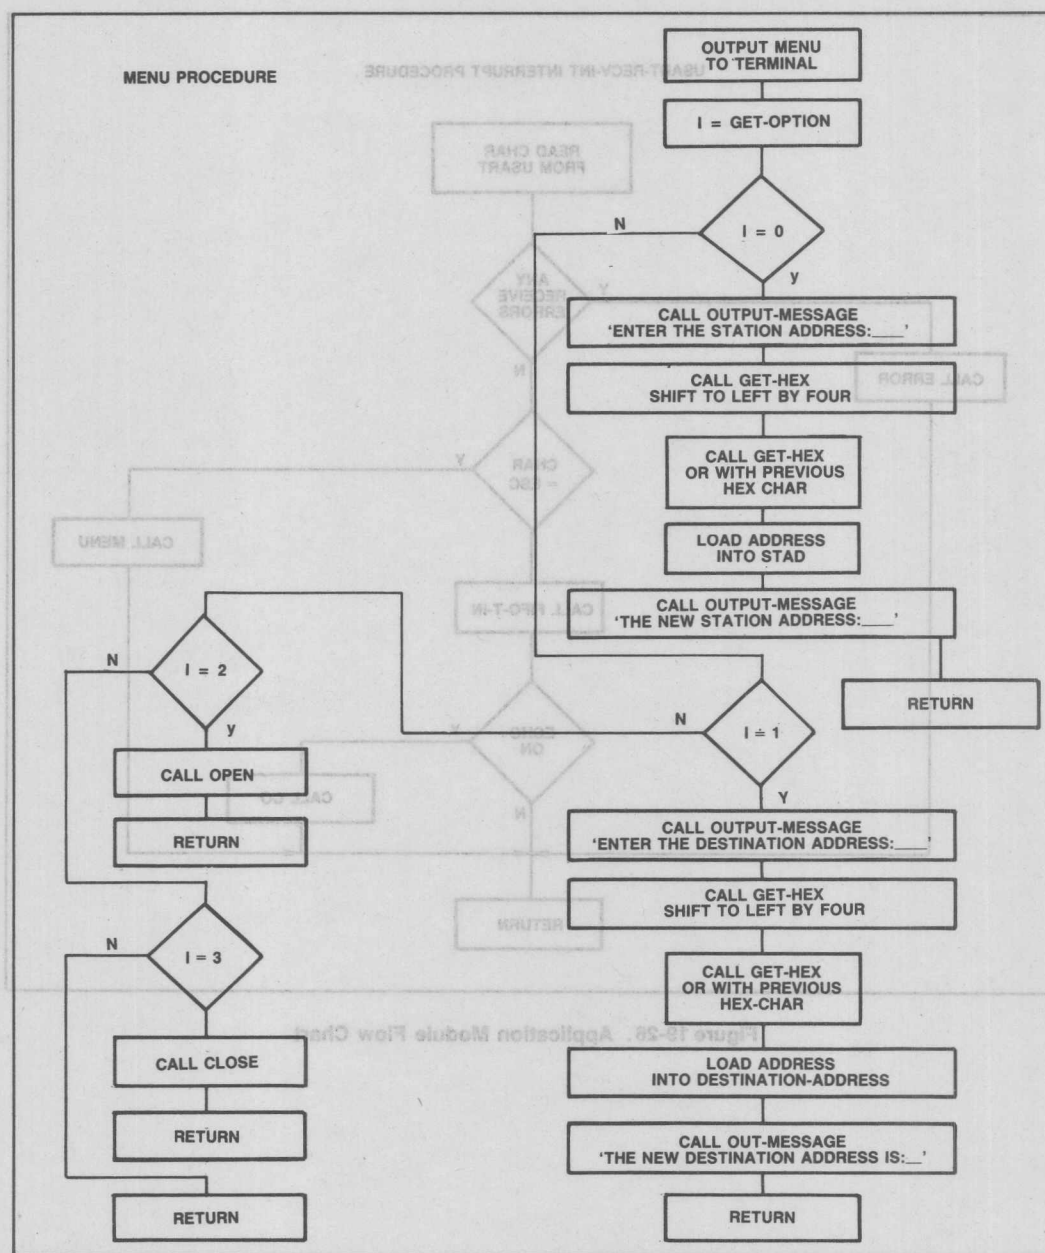 MENU PROCEDURE
OUTPUT MENU
TO TERMINAL
I = GET-OPTION
I = 0
N
y
CALL OUTPUT-MESSAGE
'ENTER THE STATION ADDRESS:___'
CALL GET-HEX
SHIFT TO LEFT BY FOUR
CALL GET-HEX
OR WITH PREVIOUS
HEX CHAR
LOAD ADDRESS
INTO STAD
CALL OUTPUT-MESSAGE
'THE NEW STATION ADDRESS:____'
RETURN
I = 1
N
Y
CALL OUTPUT-MESSAGE
'ENTER THE DESTINATION ADDRESS:____'
CALL GET-HEX
SHIFT TO LEFT BY FOUR
CALL GET-HEX
OR WITH PREVIOUS
HEX-CHAR
LOAD ADDRESS
INTO DESTINATION-ADDRESS
CALL OUT-MESSAGE
'THE NEW DESTINATION ADDRESS IS:__'
RETURN
I = 2
N
y
CALL OPEN
RETURN
I = 3
N
CALL CLOSE
RETURN
RETURN